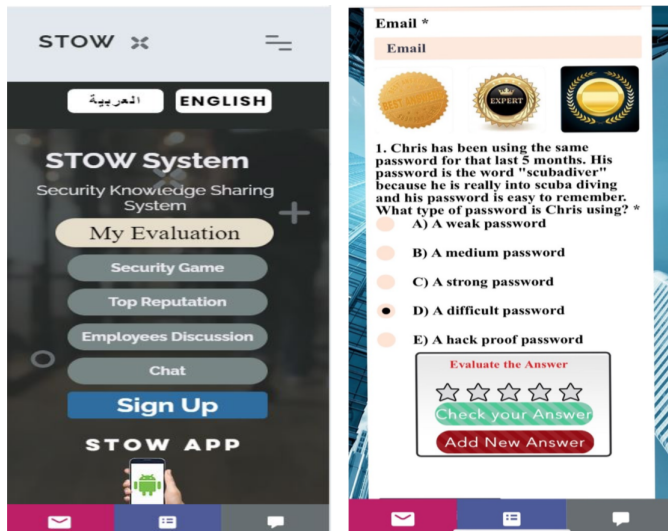 STOW
العربية
ENGLISH
STOW System
Security Knowledge Sharing
System
My Evaluation
Security Game
Top Reputation
Employees Discussion
Chat
Sign Up
STOW APP
Email *
Email
BEST ANSWER
EXPERT
1. Chris has been using the same
password for that last 5 months. His
password is the word "scubadiver"
because he is really into scuba diving
and his password is easy to remember.
What type of password is Chris using? *
A) A weak password
B) A medium password
C) A strong password
D) A difficult password
E) A hack proof password
Evaluate the Answer
Check your Answer
Add New Answer